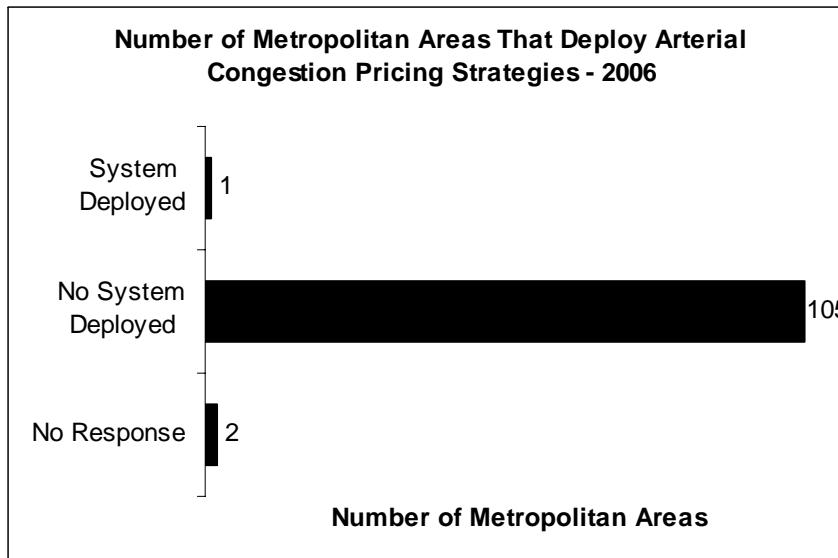 Number of Metropolitan Areas That Deploy Arterial
Congestion Pricing Strategies - 2006
System
Deployed
1
No System
Deployed
105
No Response
2
Number of Metropolitan Areas